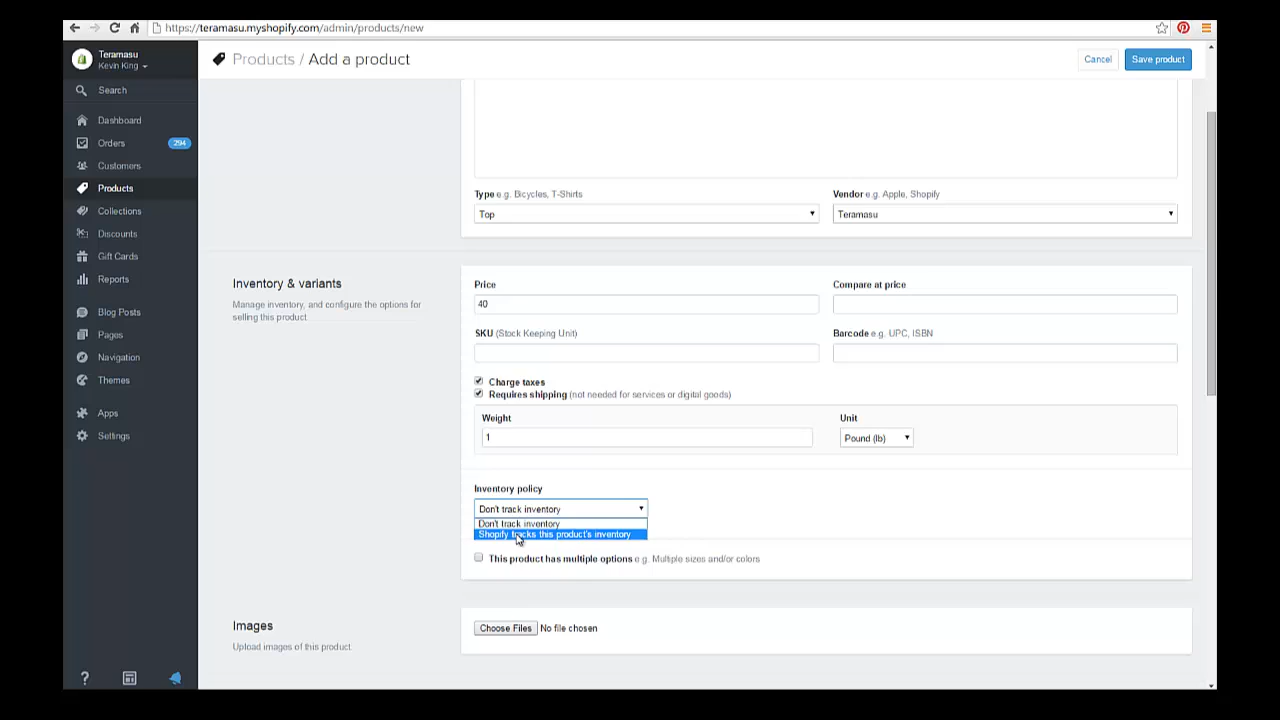 https://teramasu.myshopify.com/admin/products/new
Teramasu
Kevin King
Products / Add a product
Cancel
Save product
Search
Dashboard
Orders
294
Customers
Products
Collections
Discounts
Gift Cards
Reports
Blog Posts
Pages
Navigation
Themes
Apps
Settings
?
Type e.g. Bicycles, T-Shirts
Vendor e.g. Apple, Shopify
Top
Teramasu
Inventory & variants
Manage inventory, and configure the options for
selling this product.
Price
Compare at price
40
SKU (Stock Keeping Unit)
Barcode e.g. UPC, ISBN
Charge taxes
Requires shipping (not needed for services or digital goods)
Weight
Unit
1
Pound (lb)
Inventory policy
Don't track inventory
Don't track inventory
Shopify tracks this product's inventory
This product has multiple options e.g. Multiple sizes and/or colors
Images
Upload images of this product.
Choose Files No file chosen